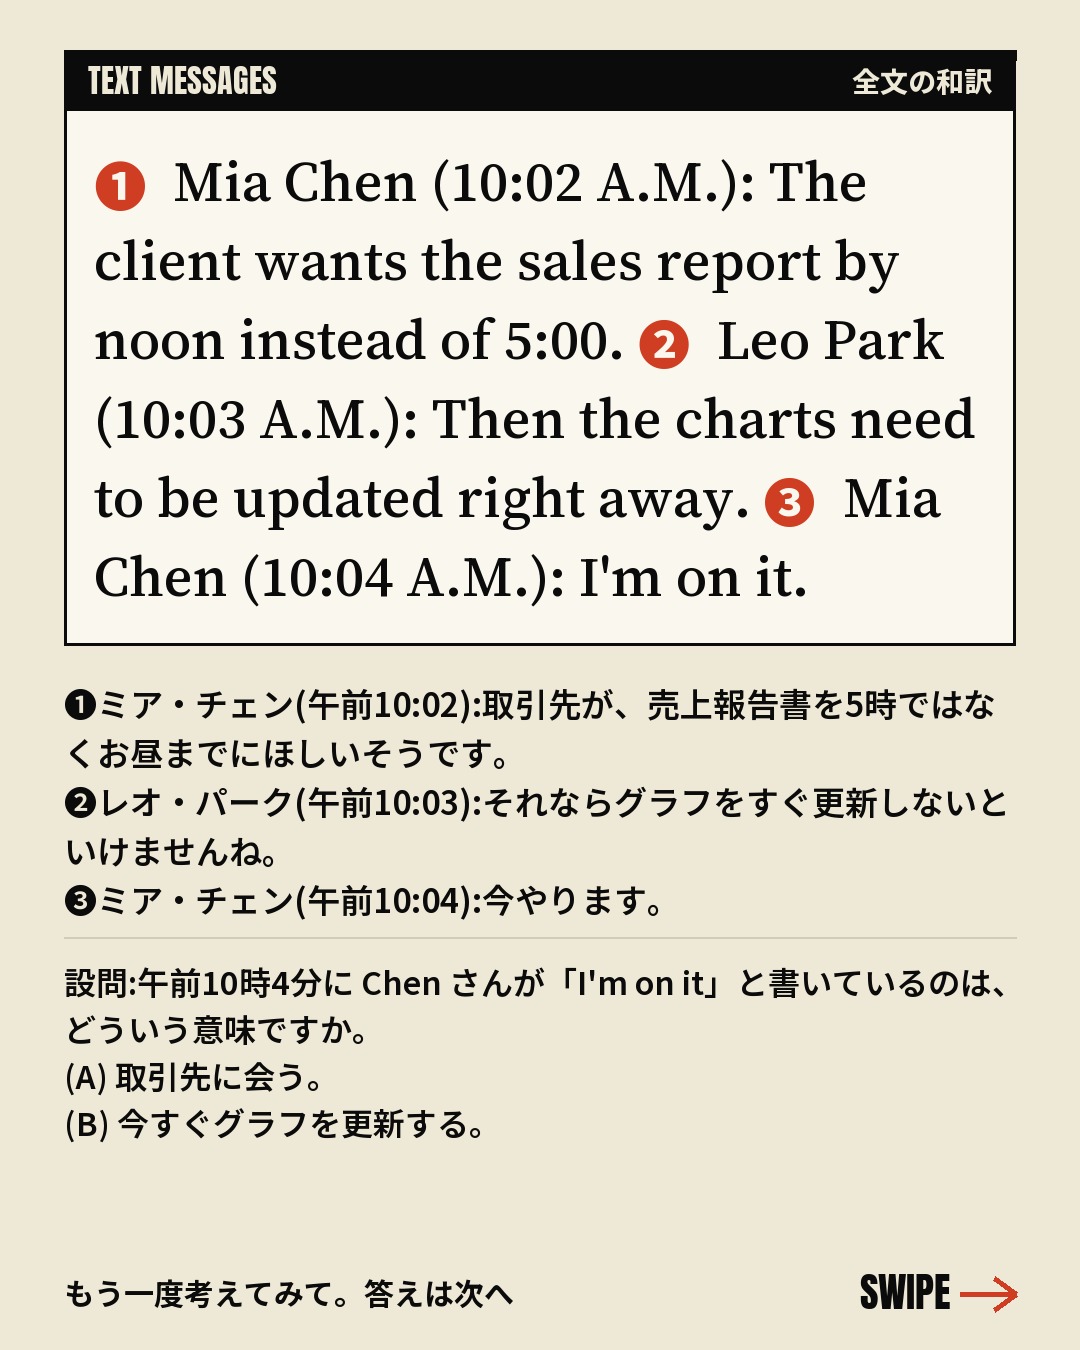 TEXT MESSAGES
全文の和訳
❶ Mia Chen (10:02 A.M.): The
client wants the sales report by
noon instead of 5:00. ❷ Leo Park
(10:03 A.M.): Then the charts need
to be updated right away. ❸ Mia
Chen (10:04 A.M.): I'm on it.
❶ミア・チェン(午前10:02):取引先が、売上報告書を5時ではな
くお昼までにほしいそうです。
❷レオ・パーク(午前10:03):それならグラフをすぐ更新しないと
いけませんね。
❸ミア・チェン(午前10:04):今やります。
設問:午前10時4分に Chen さんが「I'm on it」と書いているのは、
どういう意味ですか。
(A) 取引先に会う。
(B) 今すぐグラフを更新する。
もう一度考えてみて。答えは次へ
SWIPE